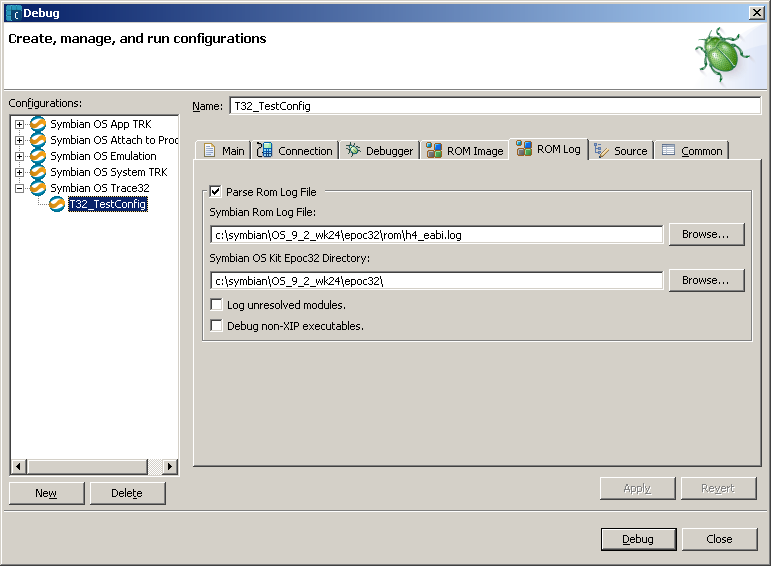 Debug
Create, manage, and run configurations
Configurations:
Symbian OS App TRK
Symbian OS Attach to Proc
Symbian OS Emulation
Symbian OS System TRK
Symbian OS Trace32
T32_TestConfig
New
Delete
Name: T32_TestConfig
Main Connection Debugger ROM Image ROM Log Source Common
Parse Rom Log File
Symbian Rom Log File:
c:\symbian\OS_9_2_wk24\epoc32\rom\h4_eabi.log Browse...
Symbian OS Kit Epoc32 Directory:
c:\symbian\OS_9_2_wk24\epoc32\ Browse...
Log unresolved modules.
Debug non-XIP executables.
Apply Revert
Debug Close